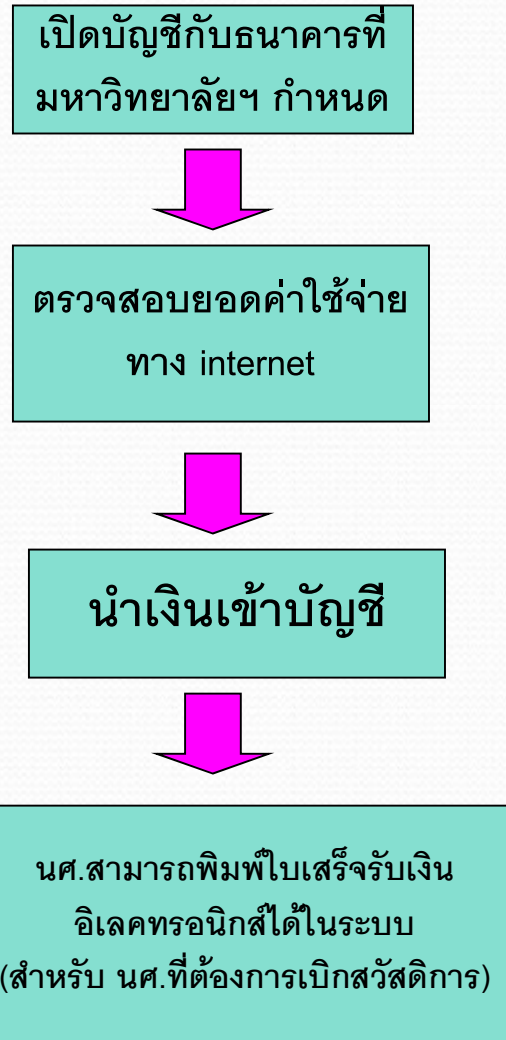 เปิดบัญชีกับธนาคารที่
มหาวิทยาลัยฯ กำหนด
ตรวจสอบยอดค่าใช้จ่าย
ทาง internet
นำเงินเข้าบัญชี
นศ.สามารถพิมพ์ใบเสร็จรับเงิน
อิเลคทรอนิกส์ได้ในระบบ
(สำหรับ นศ.ที่ต้องการเบิกสวัสดิการ)